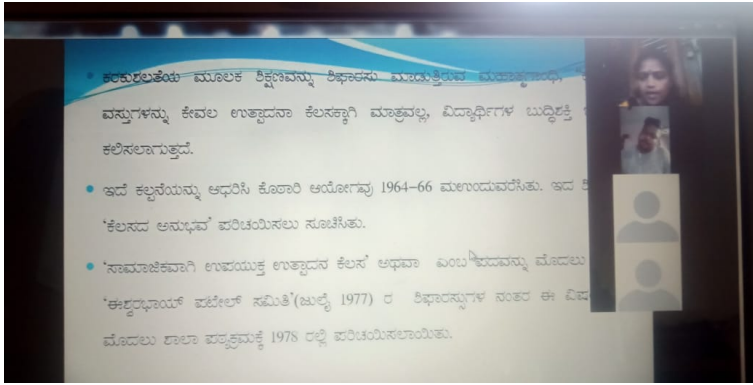 ಕರಕುಶಲತೆಯ ಮೂಲಕ ಶಿಕ್ಷಣವನ್ನು ಶಿಫಾರಸು ಮಾಡುತ್ತಿರುವ
ವಸ್ತುಗಳನ್ನು ಕೇವಲ ಉತ್ಪಾದನಾ ಕೆಲಸಕ್ಕಾಗಿ ಮಾತ್ರವಲ್ಲ, ವಿದ್ಯಾರ್ಥಿಗಳ ಬುದ್ಧಿಶಕ್ತಿ
ಕಲಿಸಲಾಗುತ್ತದೆ.
ಇದೆ ಕಲ್ಪನೆಯನ್ನು ಆಧರಿಸಿ ಕೊಠಾರಿ ಆಯೋಗವು 1964-66 ಮಉಂದುವರೆಸಿತು. ಇದ
'ಕೆಲಸದ ಅನುಭವ' ಪರಿಚಯಿಸಲು ಸೂಚಿಸಿತು.
'ಸಾಮಾಜಿಕವಾಗಿ ಉಪಯುಕ್ತ ಉತ್ಪಾದನ ಕೆಲಸ' ಅಥವಾ ಎಂಬ ಪದವನ್ನು ಮೊದಲು
'ಈಶ್ವರಭಾಯ್ ಪಟೇಲ್ ಸಮಿತಿ'(ಜುಲೈ 1977) ರ ಶಿಫಾರಸ್ಸುಗಳ ನಂತರ ಈ
ಮೊದಲು ಶಾಲಾ ಪಠ್ಯಕ್ರಮಕ್ಕೆ 1978 ರಲ್ಲಿ ಪರಿಚಯಿಸಲಾಯಿತು.